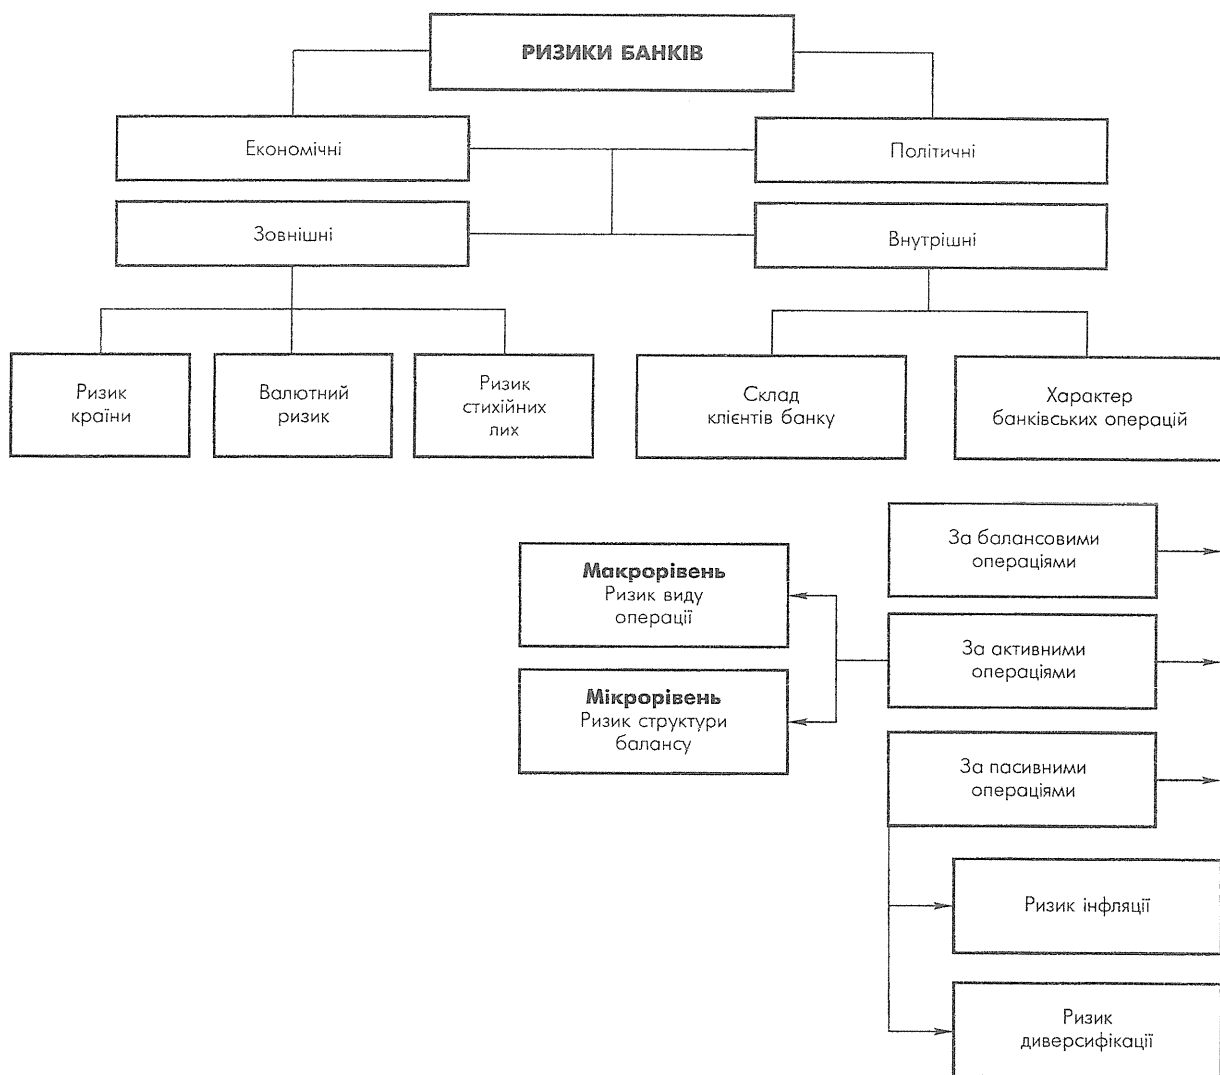 РИЗИКИ БАНКІВ
Економічні
Політичні
Зовнішні
Внутрішні
Ризик
країни
Валютний
ризик
Ризик
стихійних
лих
Склад
клієнтів банку
Характер
банківських операцій
За балансовими
операціями
Макрорівень
Ризик виду
операції
За активними
операціями
Мікрорівень
Ризик структури
балансу
За пасивними
операціями
Ризик інфляції
Ризик
диверсифікації